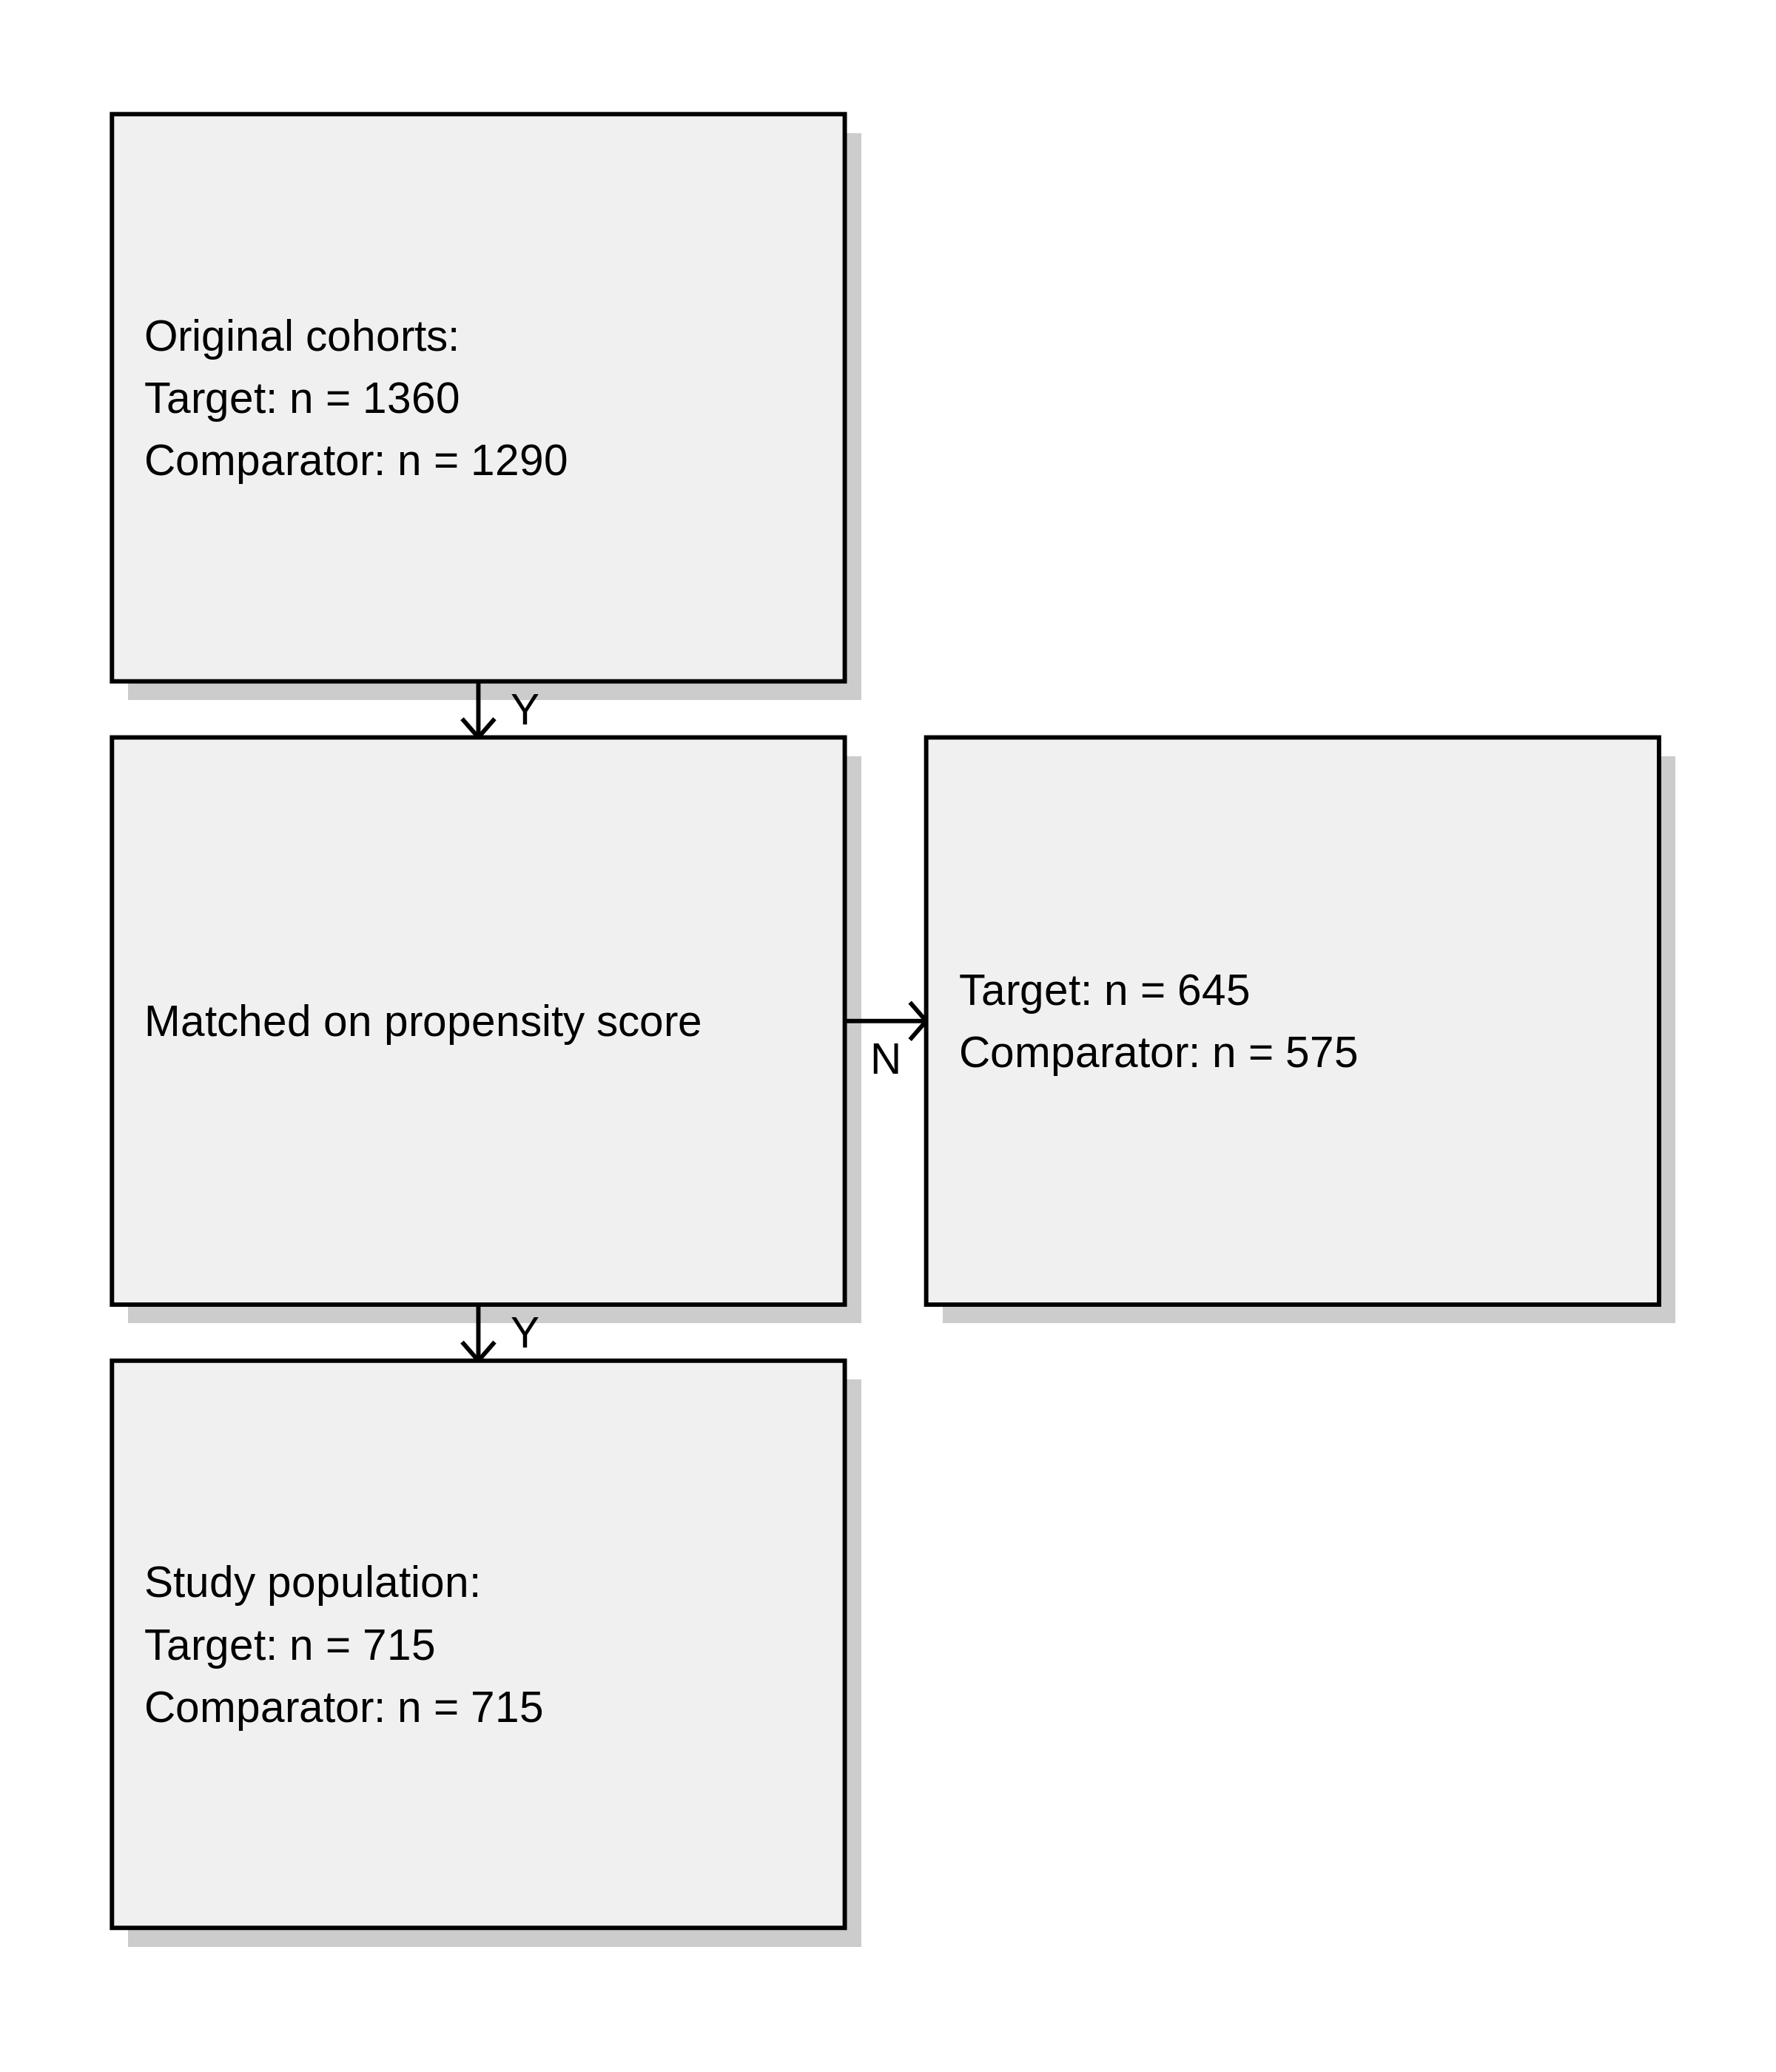 Original cohorts:
Target: n = 1360
Comparator: n = 1290
Y
Matched on propensity score
N
Target: n = 645
Comparator: n = 575
Y
Study population:
Target: n = 715
Comparator: n = 715